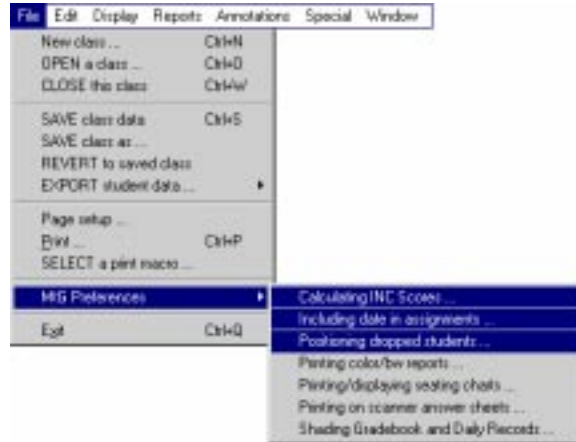 File Edit Display Reports Annotations Special Window
New class ... Ctrl+N
OPEN a class ... Ctrl+O
CLOSE this class Ctrl+W
SAVE class data Ctrl+S
SAVE class as ...
REVERT to saved class
EXPORT student data ...
Page setup ...
Print ... Ctrl+P
SELECT a print macro ...
MIG Preferences
Exit Ctrl+Q
Calculating INC Scores ...
Including date in assignments ...
Positioning dropped students ...
Printing color/bw reports ...
Printing/displaying seating charts ...
Printing on scanner answer sheets ...
Shading Gradebook and Daily Records ...